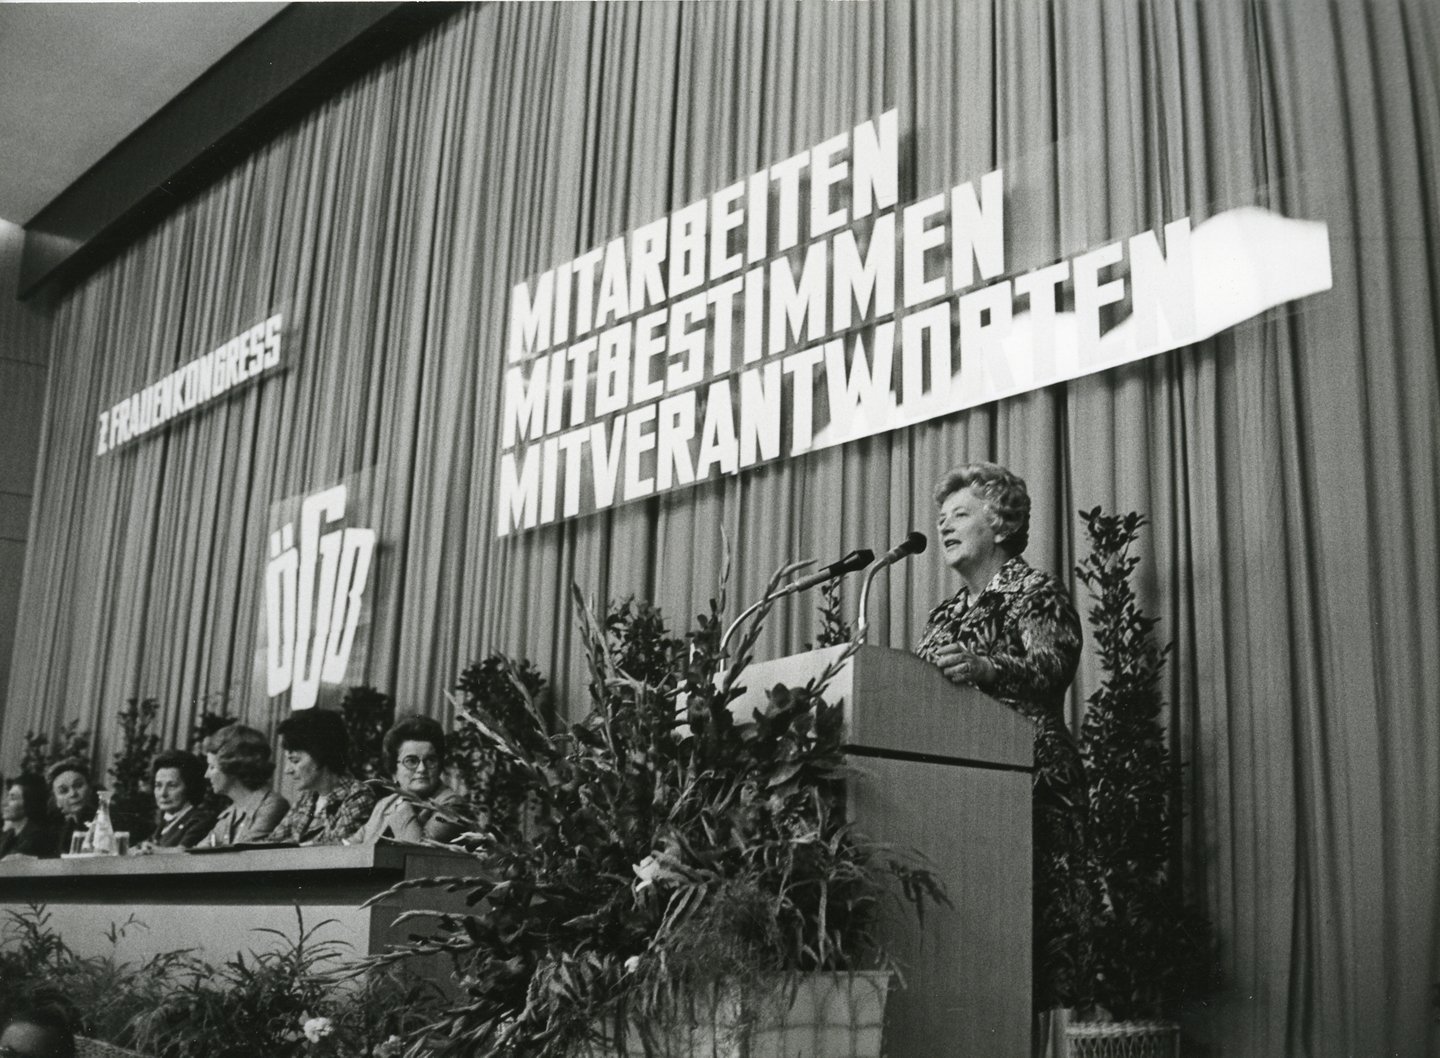 7. FRAUENKONGRESS
ÖGB
MITARBEITEN
MITBESTIMMEN
MITVERANTWORTEN